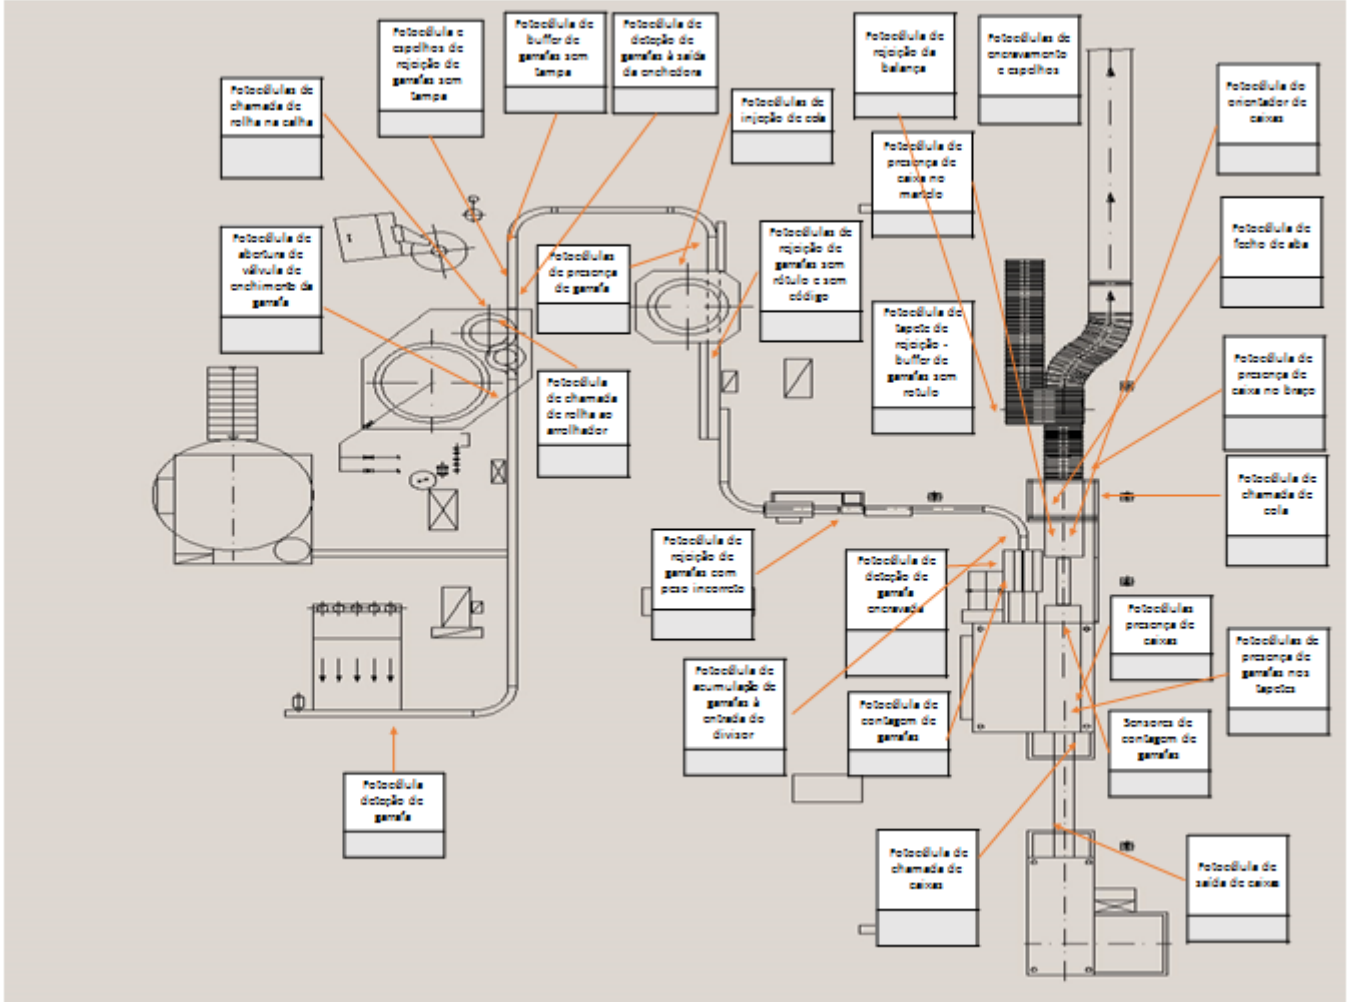 Fotocélula e
espelhos de
rejeição de
garrafas sem
tampa
Fotocélula de
buffer de
garrafas sem
tampa
Fotocélula de
deteção de
garrafas à saída
da enchedora
Fotocélula de
rejeição da
balança
Fotocélulas de
encravamento
e espelhos
Fotocélulas de
chamada de
rolha na calha
Fotocélulas de
injeção de cola
Fotocélula do
orientador de
caixas
Fotocélula de
presença de
caixa no
martelo
Fotocélula de
abertura de
válvula de
enchimento da
garrafa
Fotocélulas
de presença
de garrafa
Fotocélulas de
rejeição de
garrafas sem
rótulo e sem
código
Fotocélula de
fecho de aba
Fotocélula de
tapete de
rejeição -
buffer de
garrafas sem
rotulo
Fotocélula de
presença de
caixa no braço
Fotocélula
de chamada
de rolha ao
arrolhador
Fotocélula de
chamada de
cola
Fotocélula de
rejeição de
garrafas com
peso incorreto
Fotocélula de
deteção de
garrafa
encravada
Fotocélulas
presença de
caixas
Fotocélulas de
presença de
garrafas nos
tapetes
Fotocélula de
acumulação de
garrafas à
entrada do
divisor
Fotocélula de
contagem de
garrafas
Sensores de
contagem de
garrafas
Fotocélula
deteção de
garrafa
Fotocélula de
chamada de
caixas
Fotocélula de
saída de caixas